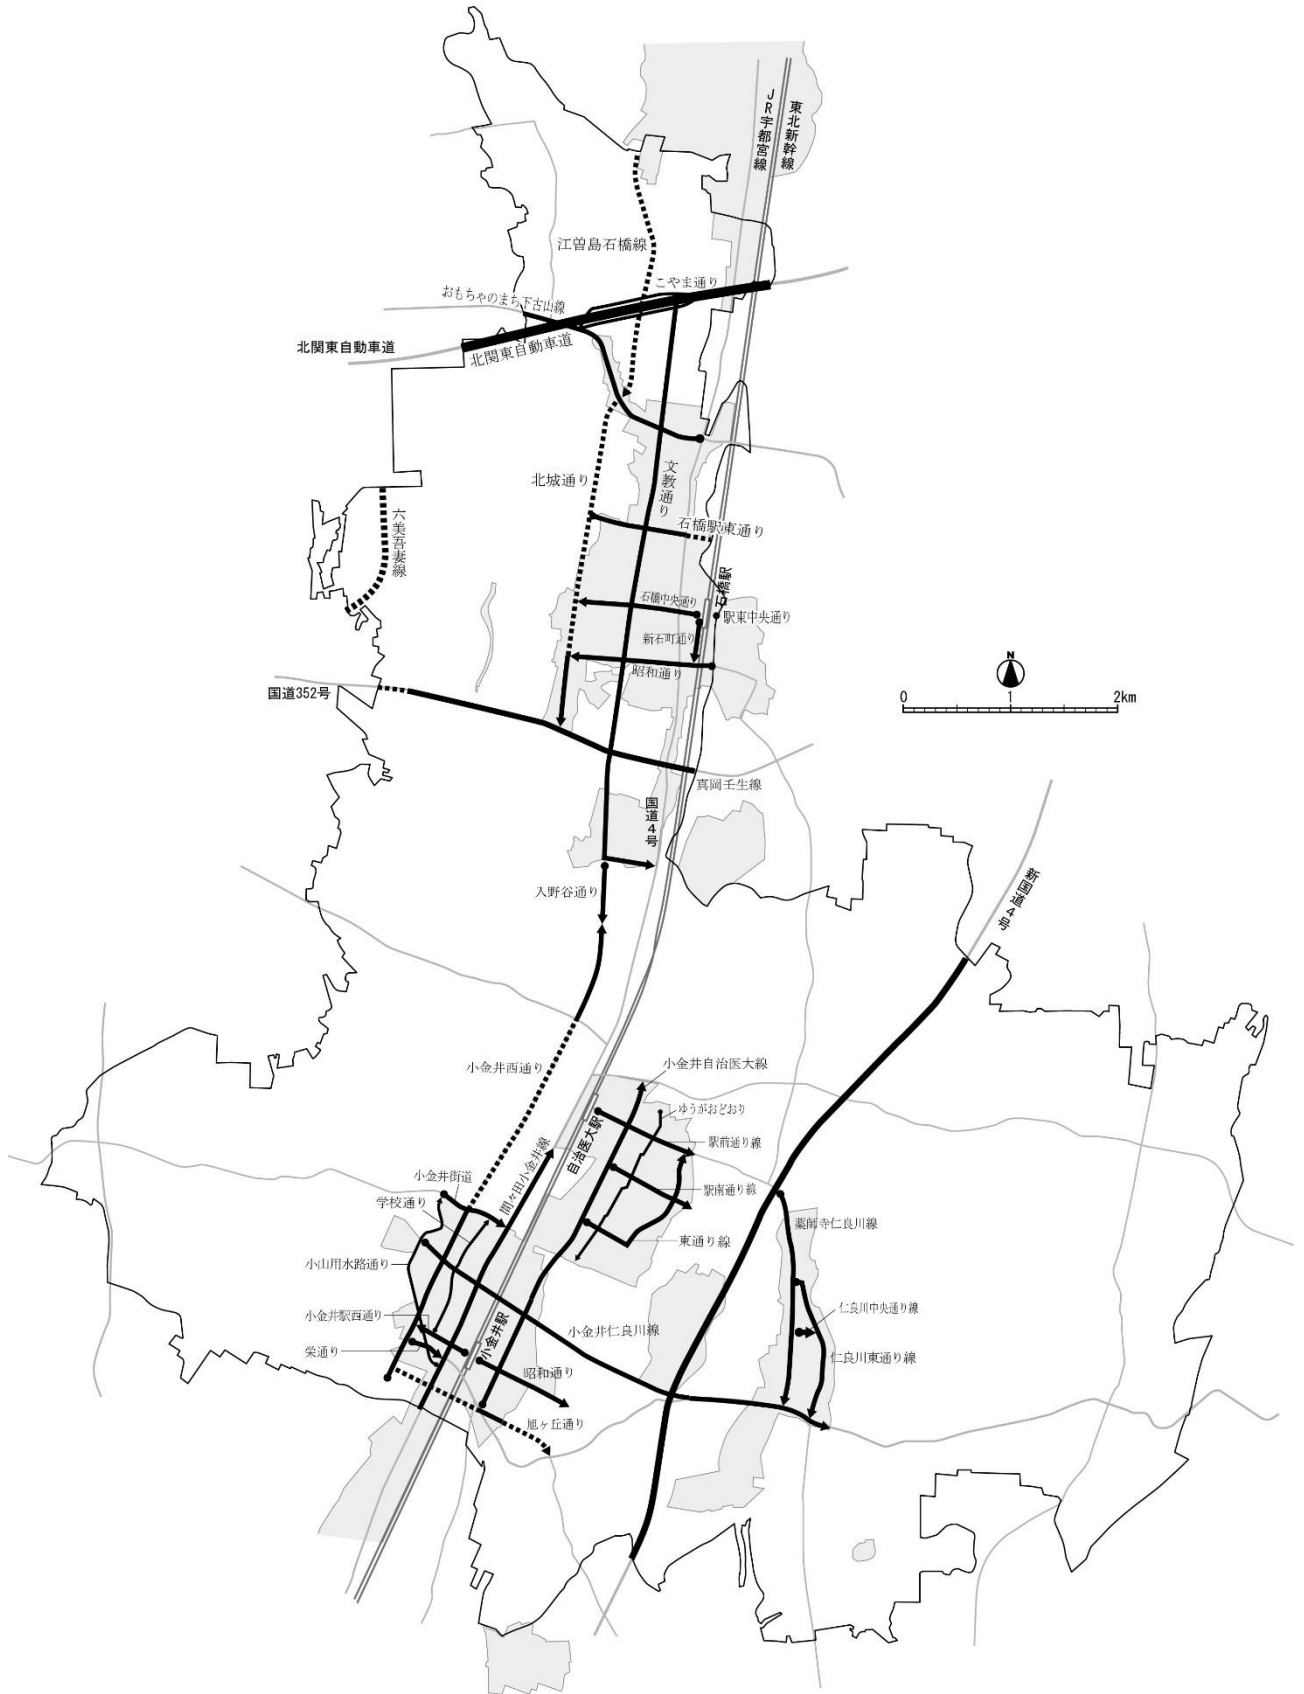 東北新幹線
JR宇都宮線
江曽島石橋線
こやま通り
おもちゃのまち下古山線
北関東自動車道
北関東自動車道
文教通り
北城通り
石橋駅東通り
六美吾妻線
石橋駅
石橋中央通り
駅東中央通り
新石町通り
昭和通り
N
0
1
2km
国道352号
真岡壬生線
国道4号
入野谷通り
新国道4号
小金井西通り
小金井自治医大線
ゆうがおどおり
自治医大駅
駅前通り線
間々田小金井線
小金井街道
学校通り
駅南通り線
薬師寺仁良川線
東通り線
小山用水路通り
仁良川中央通り線
小金井駅西通り
小金井駅
小金井仁良川線
栄通り
仁良川東通り線
昭和通り
旭ヶ丘通り